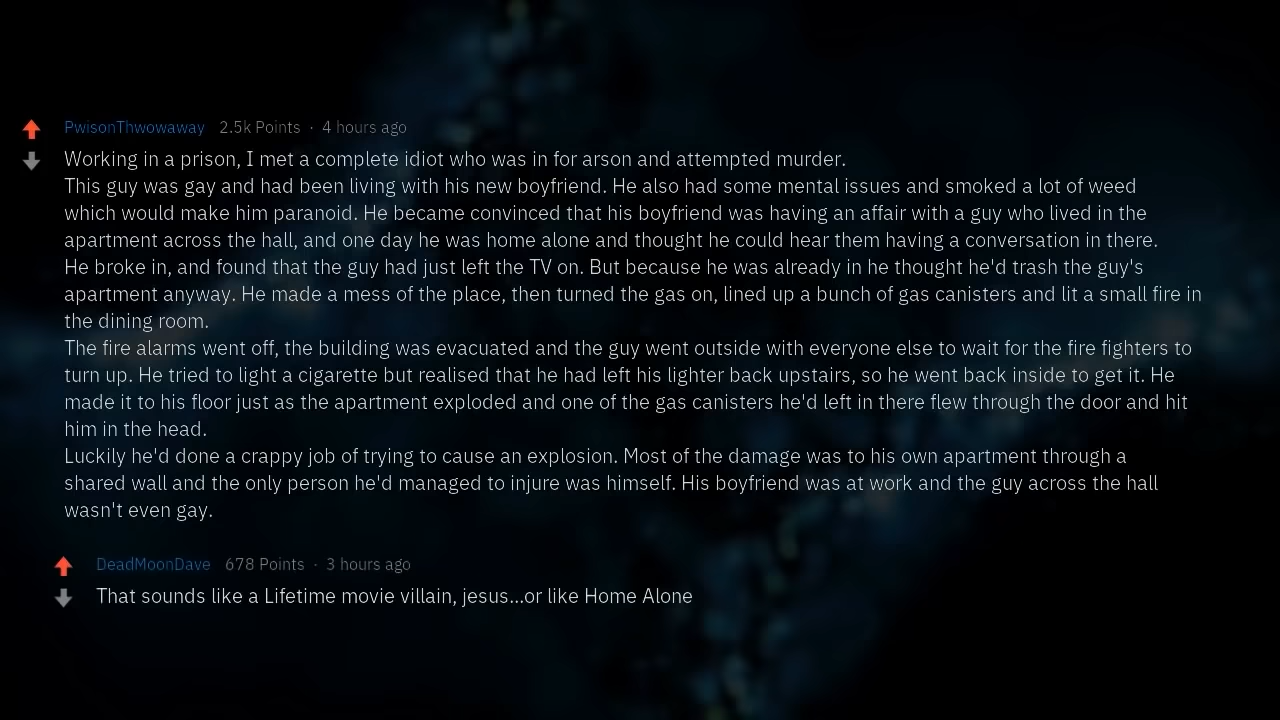 PwisonThwowaway 2.5k Points · 4 hours ago
Working in a prison, I met a complete idiot who was in for arson and attempted murder.
This guy was gay and had been living with his new boyfriend. He also had some mental issues and smoked a lot of weed
which would make him paranoid. He became convinced that his boyfriend was having an affair with a guy who lived in the
apartment across the hall, and one day he was home alone and thought he could hear them having a conversation in there.
He broke in, and found that the guy had just left the TV on. But because he was already in he thought he'd trash the guy's
apartment anyway. He made a mess of the place, then turned the gas on, lined up a bunch of gas canisters and lit a small fire in
the dining room.
The fire alarms went off, the building was evacuated and the guy went outside with everyone else to wait for the fire fighters to
turn up. He tried to light a cigarette but realised that he had left his lighter back upstairs, so he went back inside to get it. He
made it to his floor just as the apartment exploded and one of the gas canisters he'd left in there flew through the door and hit
him in the head.
Luckily he'd done a crappy job of trying to cause an explosion. Most of the damage was to his own apartment through a
shared wall and the only person he'd managed to injure was himself. His boyfriend was at work and the guy across the hall
wasn't even gay.
DeadMoonDave 678 Points · 3 hours ago
That sounds like a Lifetime movie villain, jesus...or like Home Alone